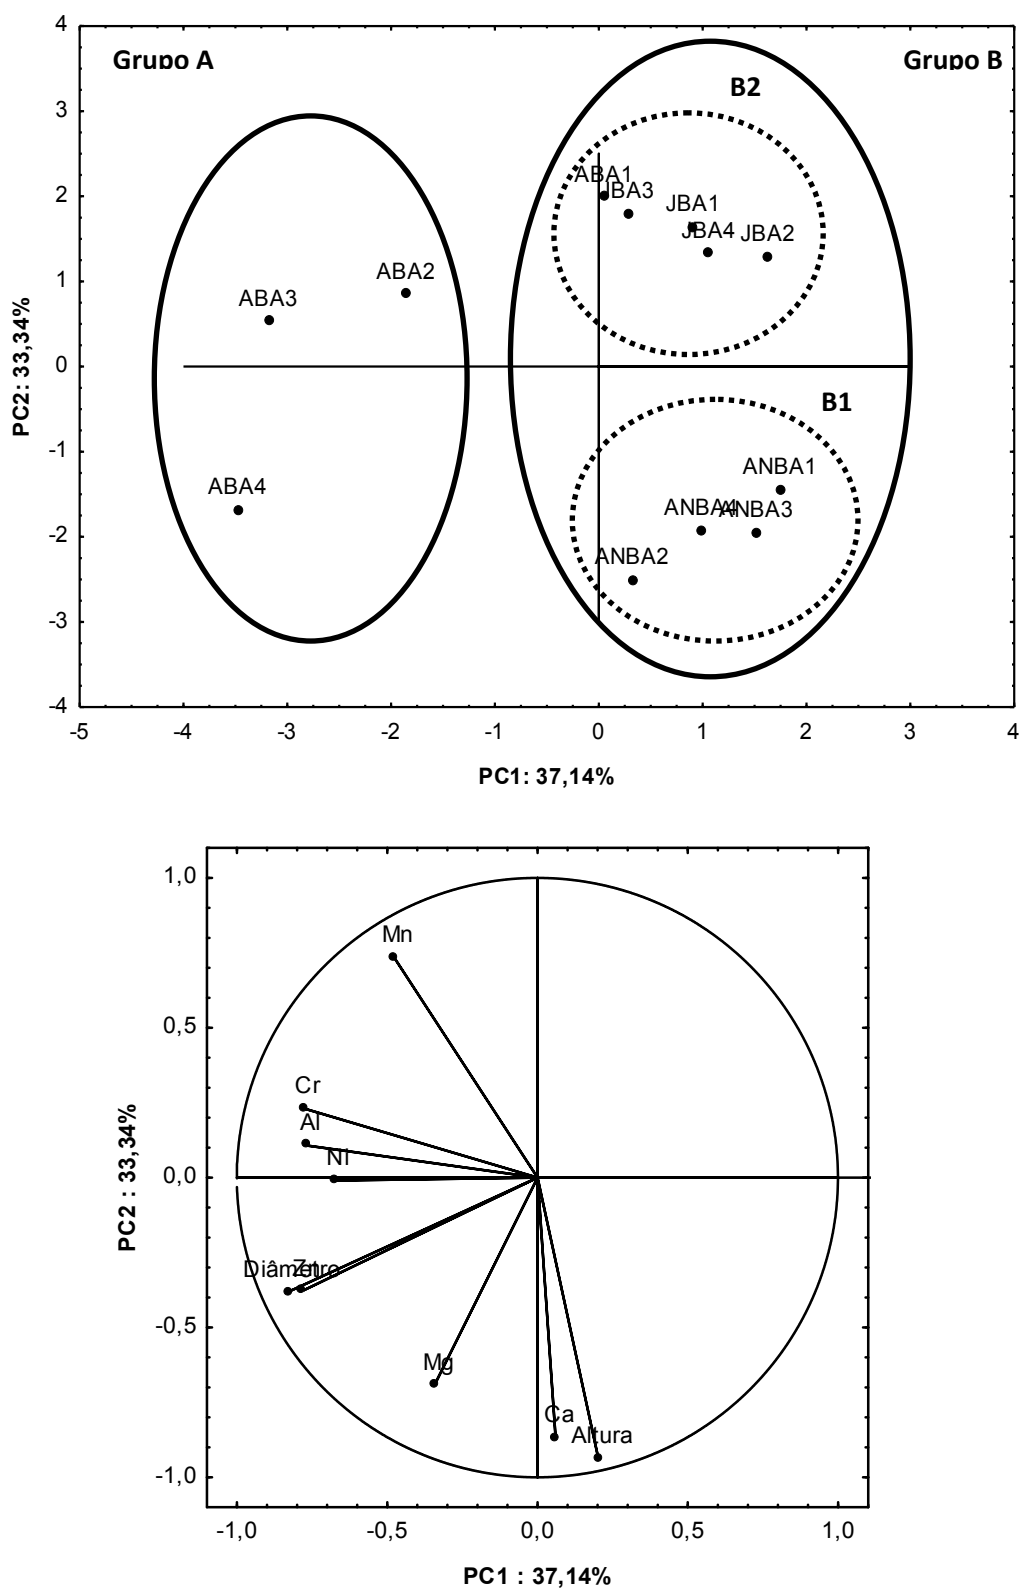 4
Grupo A
Grupo B
B2
3
2
ABA1
JBA3
JBA1
JBA4
JBA2
1
ABA2
ABA3
0
PC2: 33,34%
B1
-1
ANBA1
ABA4
ANBA4
ANBA3
-2
ANBA2
-3
-4
-5 -4 -3 -2 -1 0 1 2 3 4
PC1: 37,14%
1,0
Mn
0,5
Cr
Al
Ni
0,0
PC2 : 33,34%
Diâmetro
Zn
-0,5
Mg
Ca
Altura
-1,0
-1,0 -0,5 0,0 0,5 1,0
PC1 : 37,14%